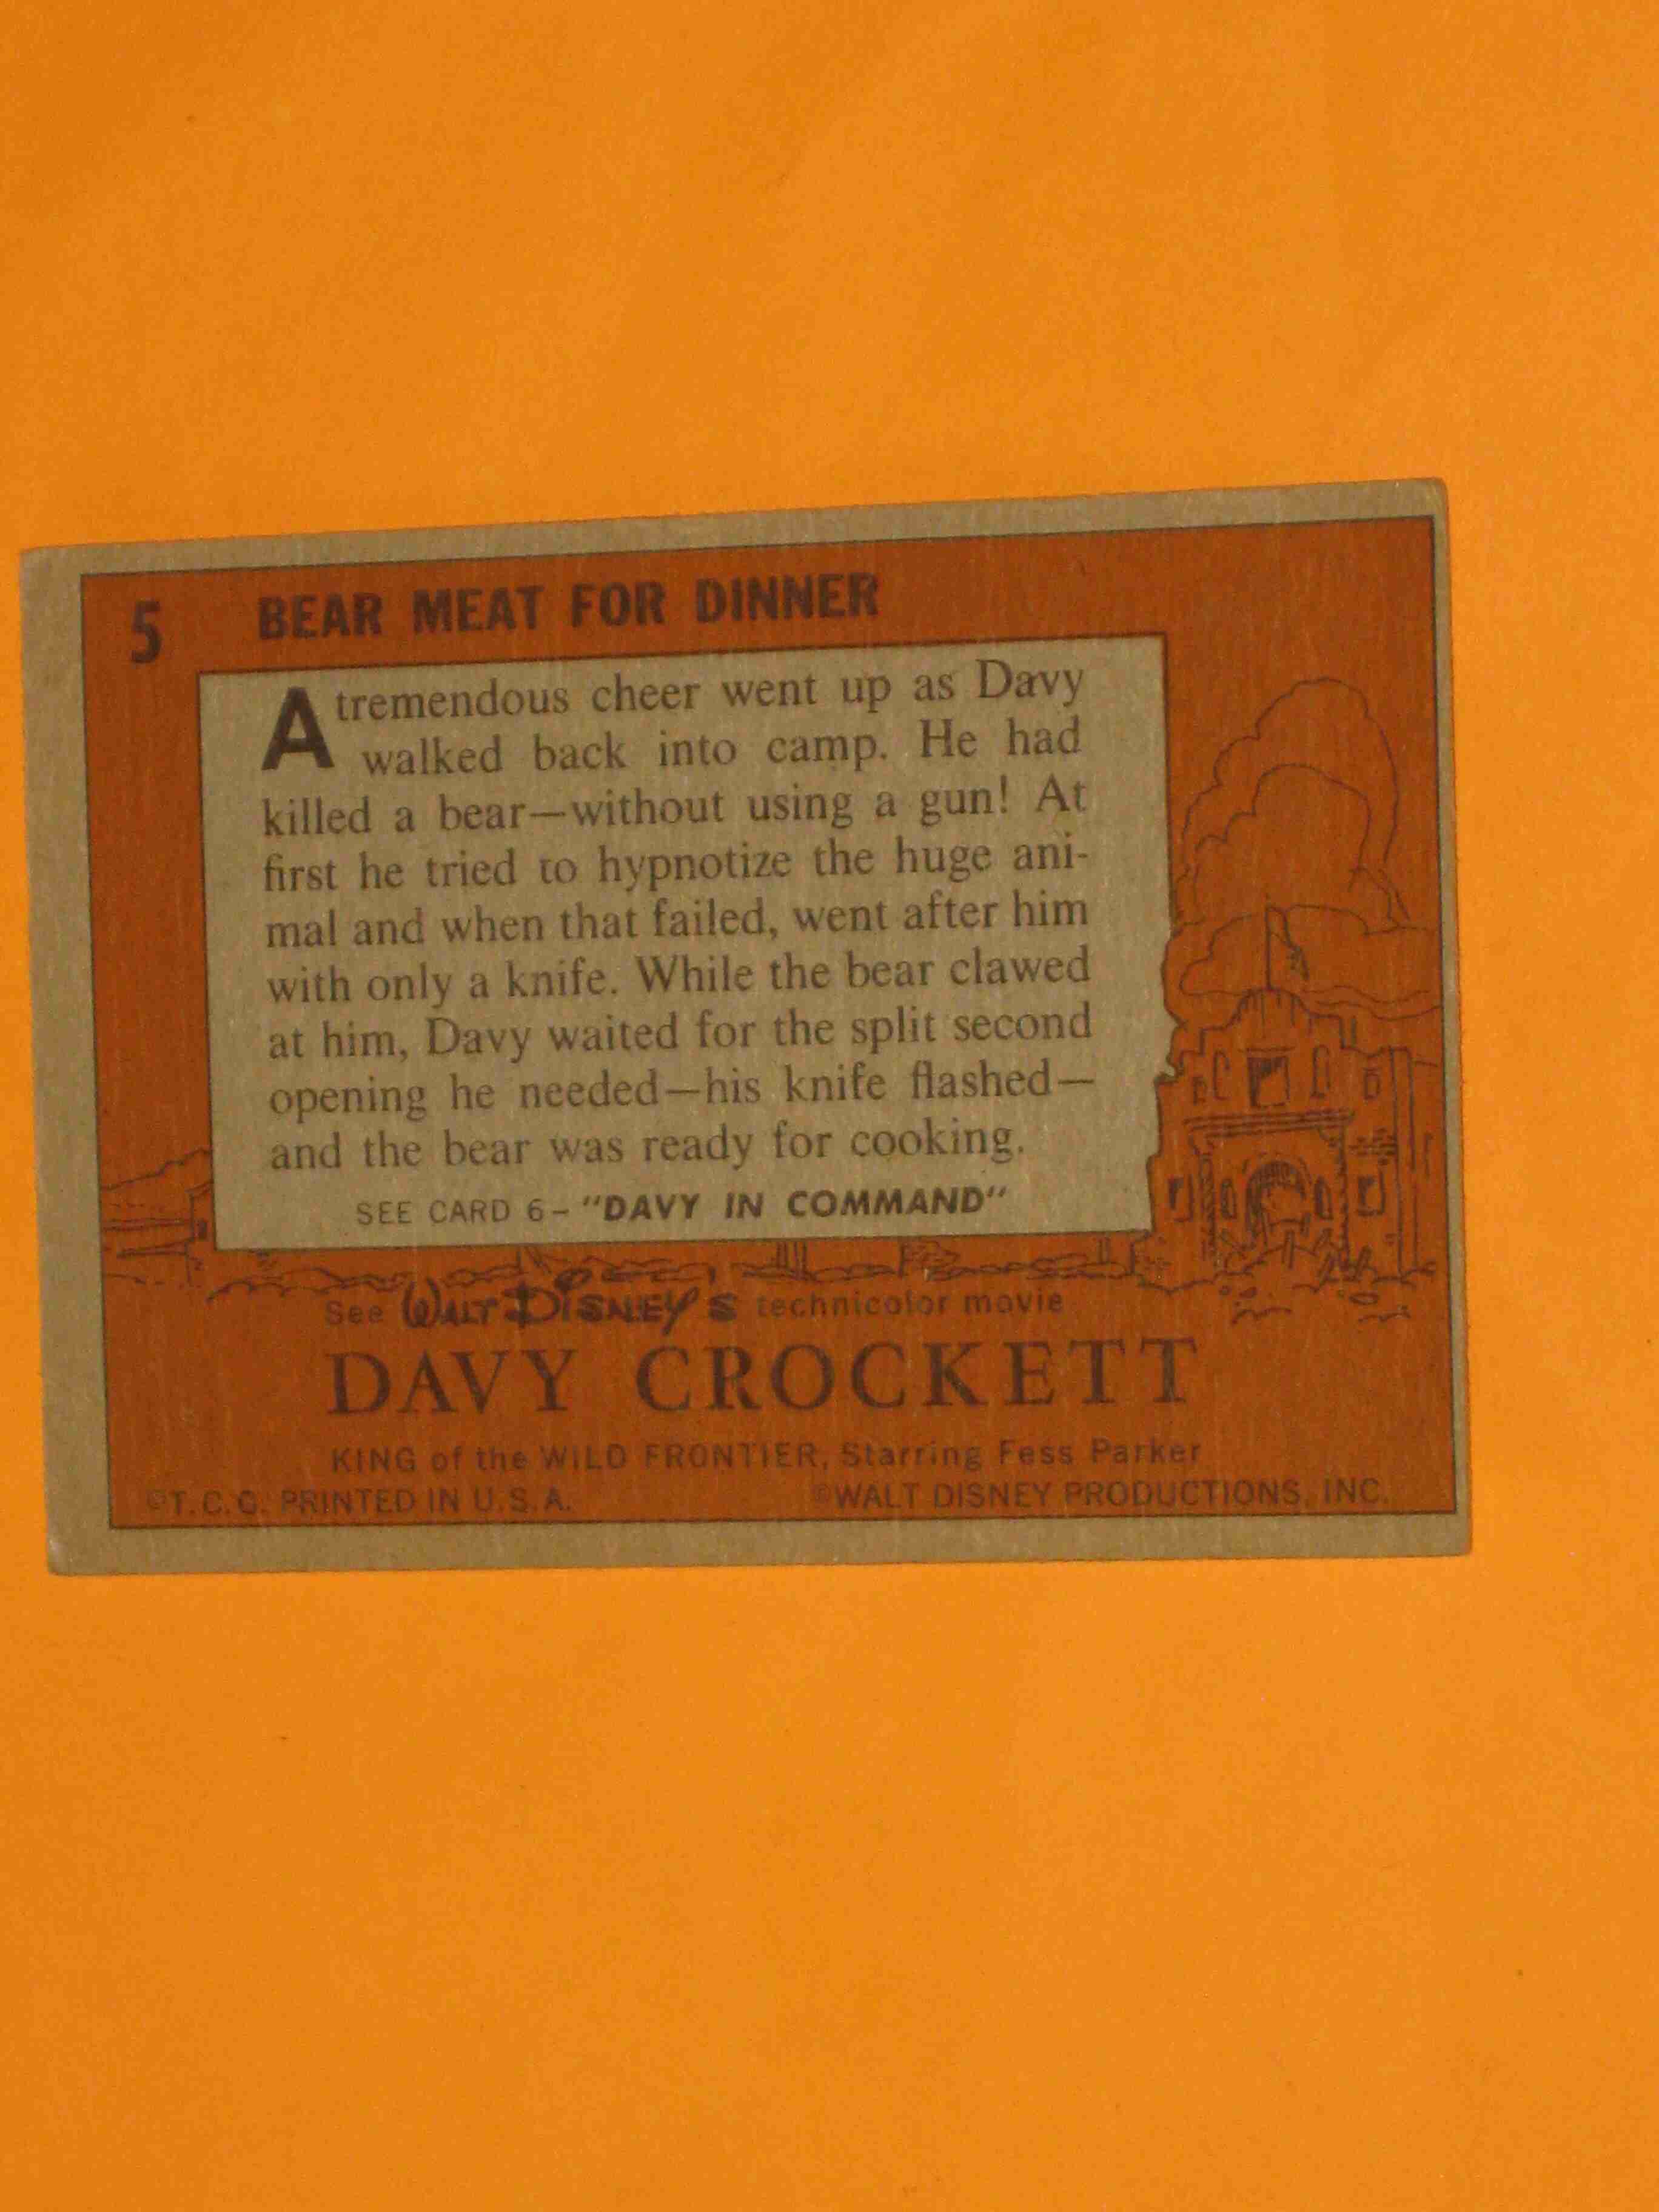 5 BEAR MEAT FOR DINNER
A tremendous cheer went up as Davy
walked back into camp. He had
killed a bear—without using a gun! At
first he tried to hypnotize the huge ani-
mal and when that failed, went after him
with only a knife. While the bear clawed
at him, Davy waited for the split second
opening he needed—his knife flashed—
and the bear was ready for cooking.
SEE CARD 6—"DAVY IN COMMAND"
See WALT DISNEY'S technicolor movie
DAVY CROCKETT
KING of the WILD FRONTIER, Starring Fess Parker
©T.C.G. PRINTED IN U.S.A. ©WALT DISNEY PRODUCTIONS, INC.